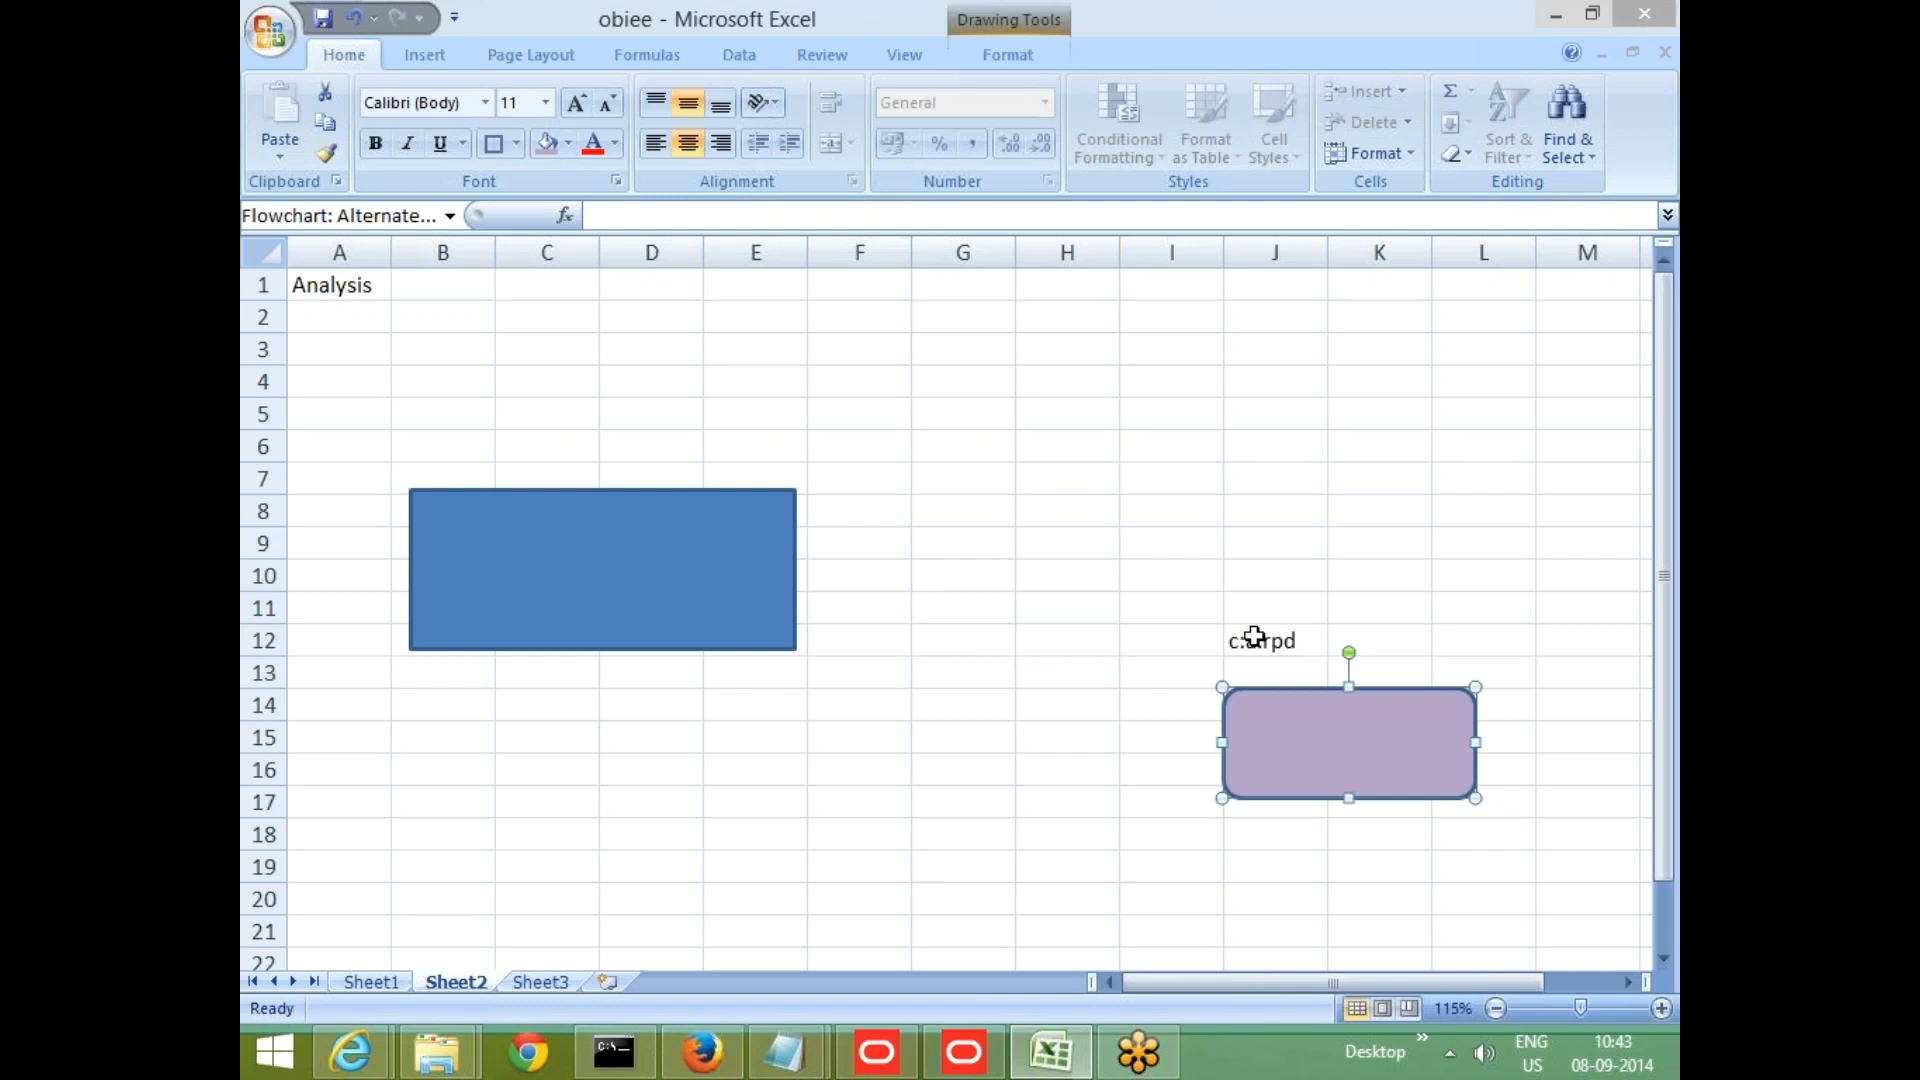 obiee - Microsoft Excel
Drawing Tools
Home Insert Page Layout Formulas Data Review View Format
Calibri (Body) 11 General
Paste
B I U % ,
Conditional Formatting
Format as Table
Cell Styles
Insert
Delete
Format
Σ
Sort & Filter
Find & Select
Clipboard Font Alignment Number Styles Cells Editing
Flowchart: Alternate... fx
A B C D E F G H I J K L M
1 Analysis
2
3
4
5
6
7
8
9
10
11
12
13
14
15
16
17
18
19
20
21
22
Sheet1 Sheet2 Sheet3
Ready 115%
Desktop
ENG
US
10:43
08-09-2014